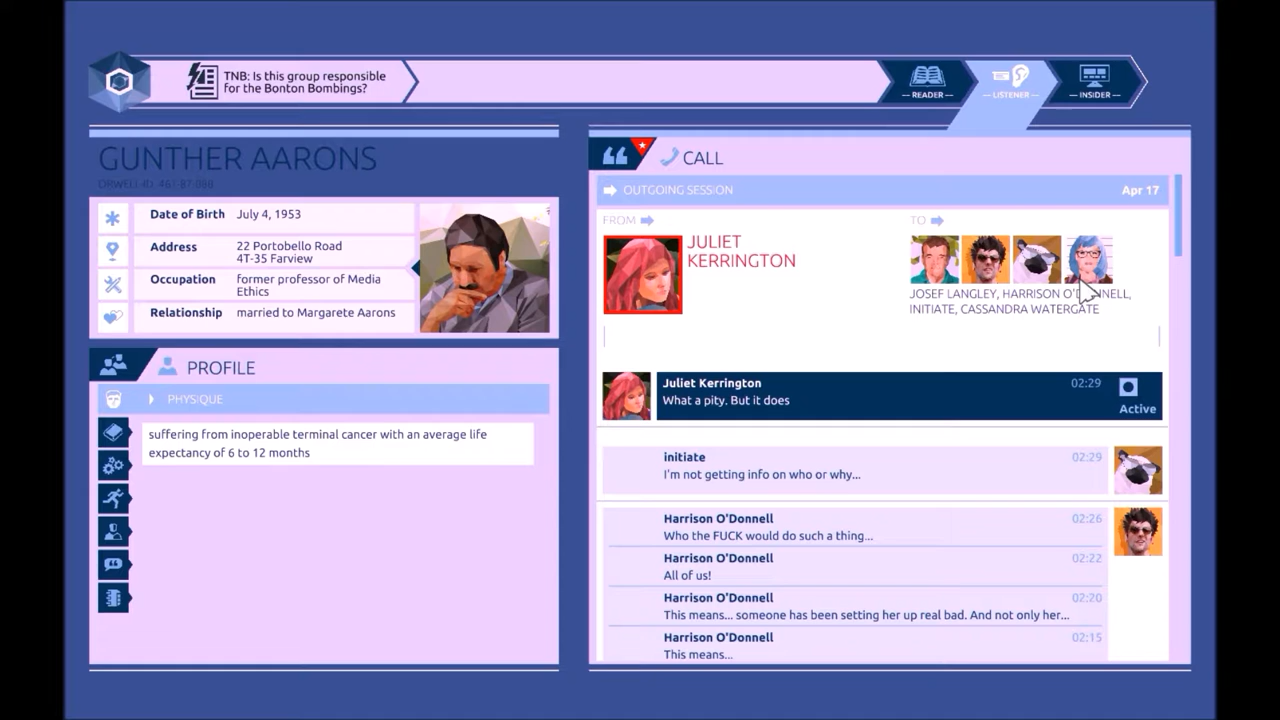 TNB: Is this group responsible
for the Bonton Bombings?
READER
LISTENER
INSIDER
GUNTHER AARONS
Date of Birth July 4, 1953
Address 22 Portobello Road
4T-35 Farview
Occupation former professor of Media
Ethics
Relationship married to Margarete Aarons
PROFILE
PHYSIQUE
suffering from inoperable terminal cancer with an average life
expectancy of 6 to 12 months
CALL
OUTGOING SESSION Apr 17
FROM TO
JULIET
KERRINGTON
JOSEF LANGLEY, HARRISON O'DONNELL,
INITIATE, CASSANDRA WATERGATE
Juliet Kerrington 02:29
What a pity. But it does
Active
initiate 02:29
I'm not getting info on who or why...
Harrison O'Donnell 02:26
Who the FUCK would do such a thing...
Harrison O'Donnell 02:22
All of us!
Harrison O'Donnell 02:20
This means... someone has been setting her up real bad. And not only her...
Harrison O'Donnell 02:15
This means...